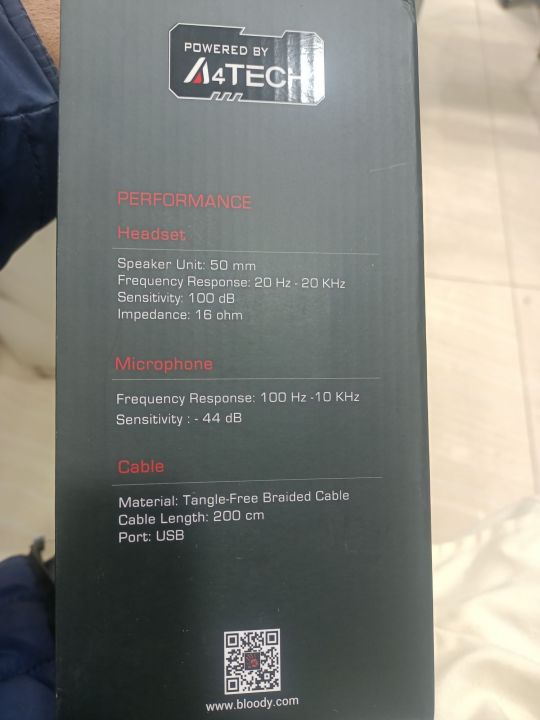 POWERED BY
A4TECH
PERFORMANCE
Headset
Speaker Unit: 50 mm
Frequency Response: 20 Hz - 20 KHz
Sensitivity: 100 dB
Impedance: 16 ohm
Microphone
Frequency Response: 100 Hz -10 KHz
Sensitivity : - 44 dB
Cable
Material: Tangle-Free Braided Cable
Cable Length: 200 cm
Port: USB
www.bloody.com